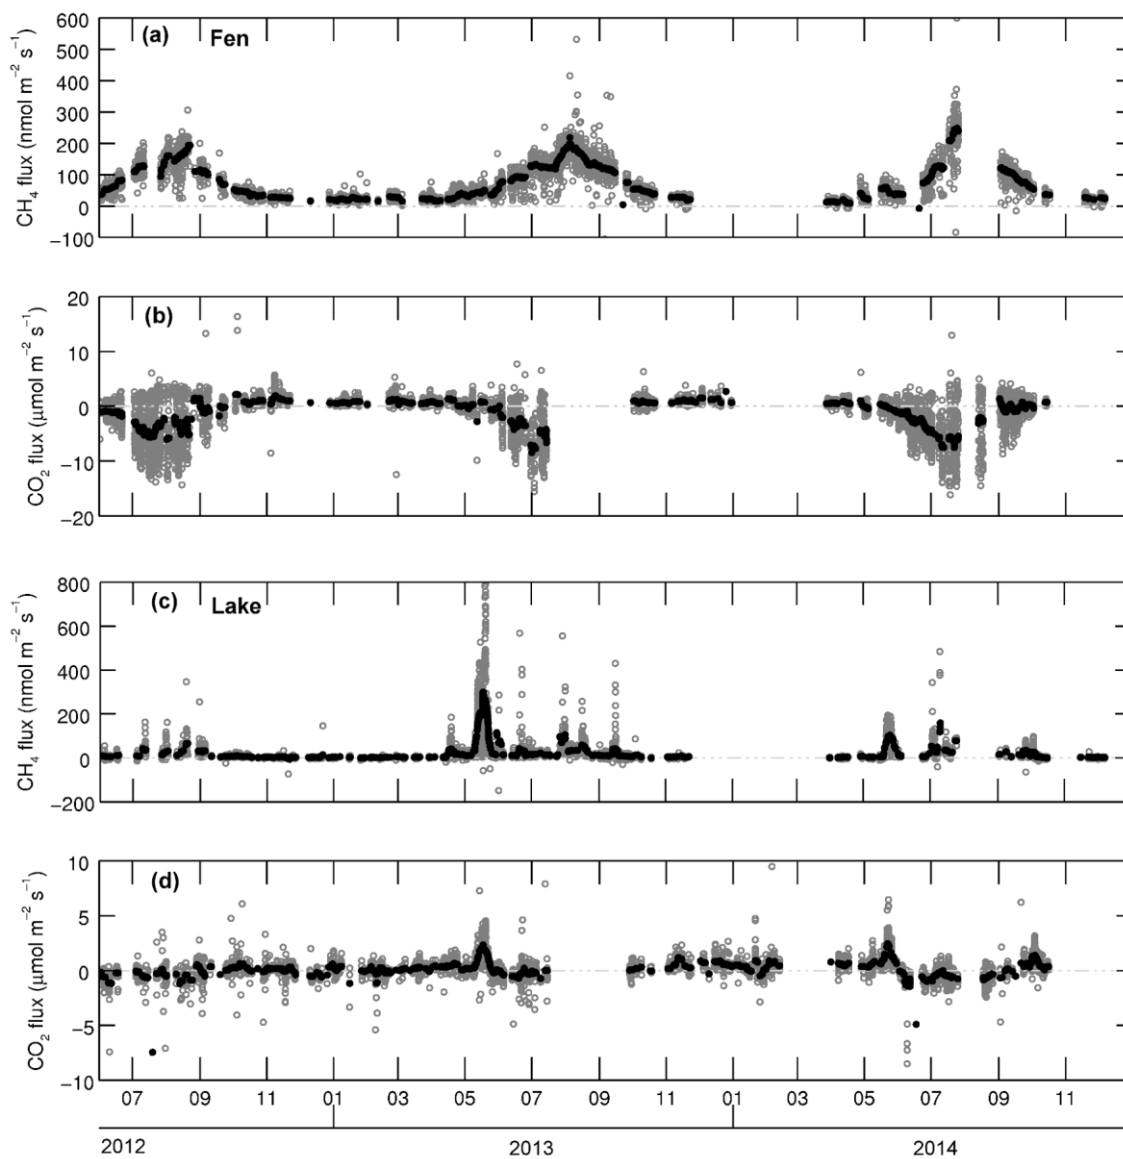 (a) Fen
CH₄ flux (nmol m⁻² s⁻¹)
600
500
400
300
200
100
0
−100
(b)
CO₂ flux (µmol m⁻² s⁻¹)
20
10
0
−10
−20
(c) Lake
CH₄ flux (nmol m⁻² s⁻¹)
800
600
400
200
0
−200
(d)
CO₂ flux (µmol m⁻² s⁻¹)
10
5
0
−5
−10
07 09 11 01 03 05 07 09 11 01 03 05 07 09 11
2012 2013 2014